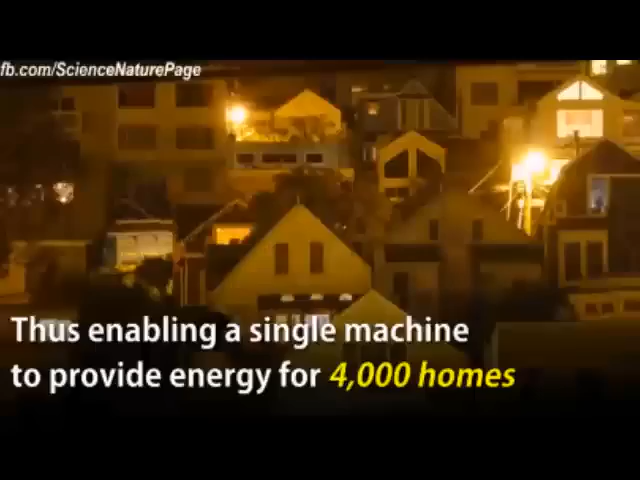 fb.com/ScienceNaturePage
Thus enabling a single machine
to provide energy for 4,000 homes